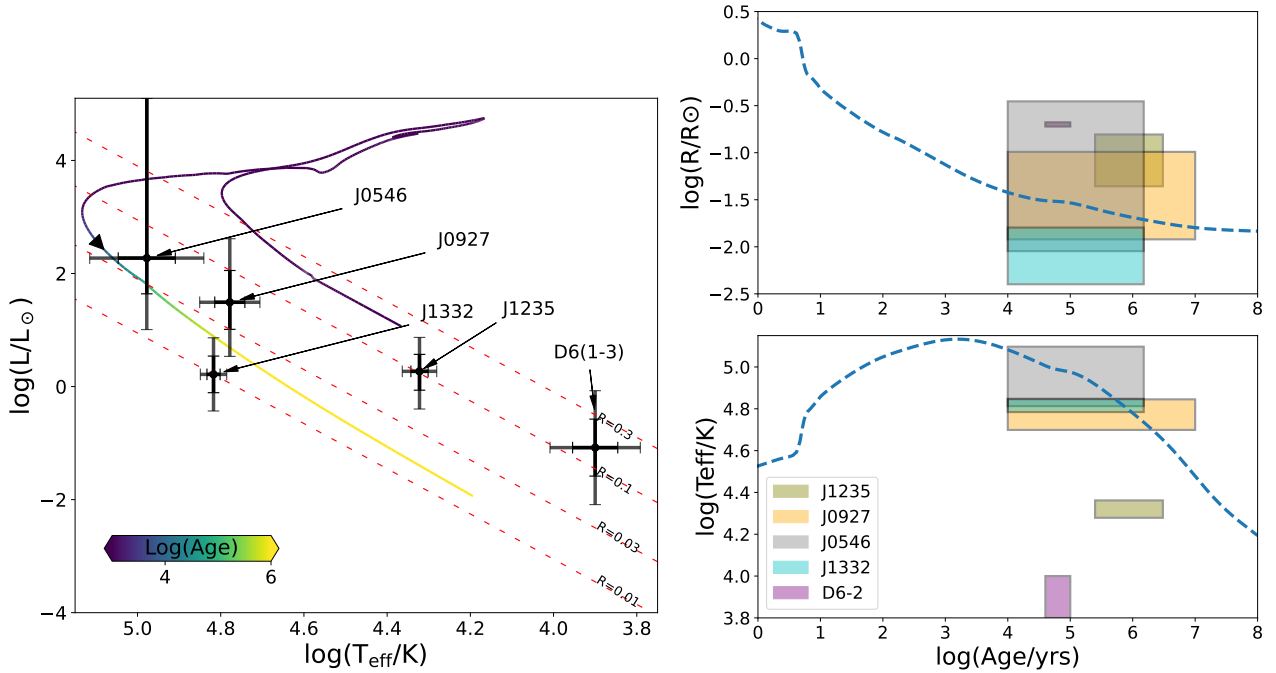 log(L/L⊙)
4
2
0
−2
−4
J0546
J0927
J1332
J1235
D6(1-3)
R=0.3
R=0.1
R=0.03
R=0.01
Log(Age)
4 6
5.0 4.8 4.6 4.4 4.2 4.0 3.8
log(Teff/K)
log(R/R⊙)
0.5
0.0
−0.5
−1.0
−1.5
−2.0
−2.5
0 1 2 3 4 5 6 7 8
log(Teff/K)
5.0
4.8
4.6
4.4
4.2
4.0
3.8
J1235
J0927
J0546
J1332
D6-2
0 1 2 3 4 5 6 7 8
log(Age/yrs)